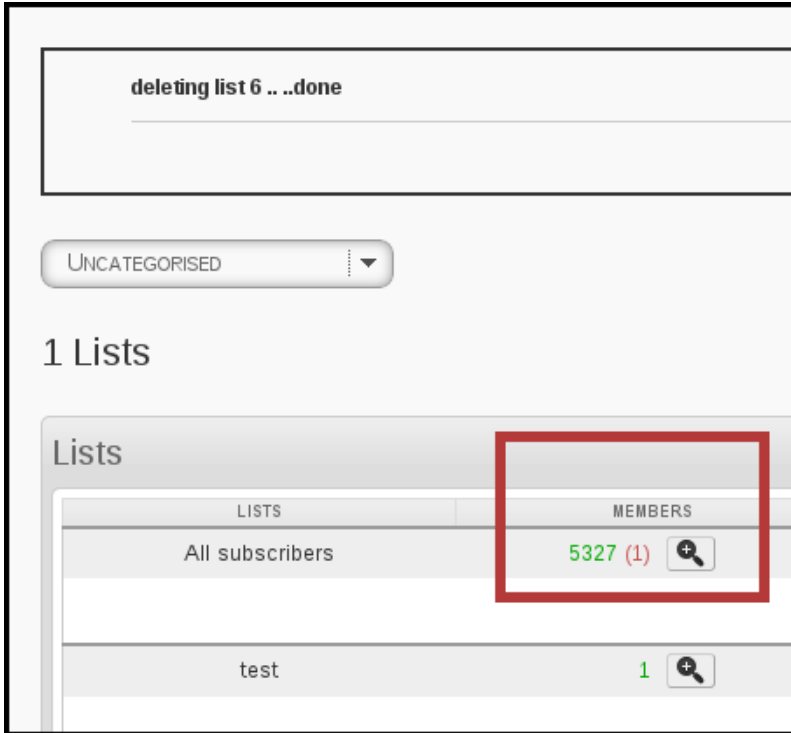 deleting list 6 .. ..done
UNCATEGORISED
1 Lists
Lists
LISTS MEMBERS
All subscribers 5327 (1)
test 1